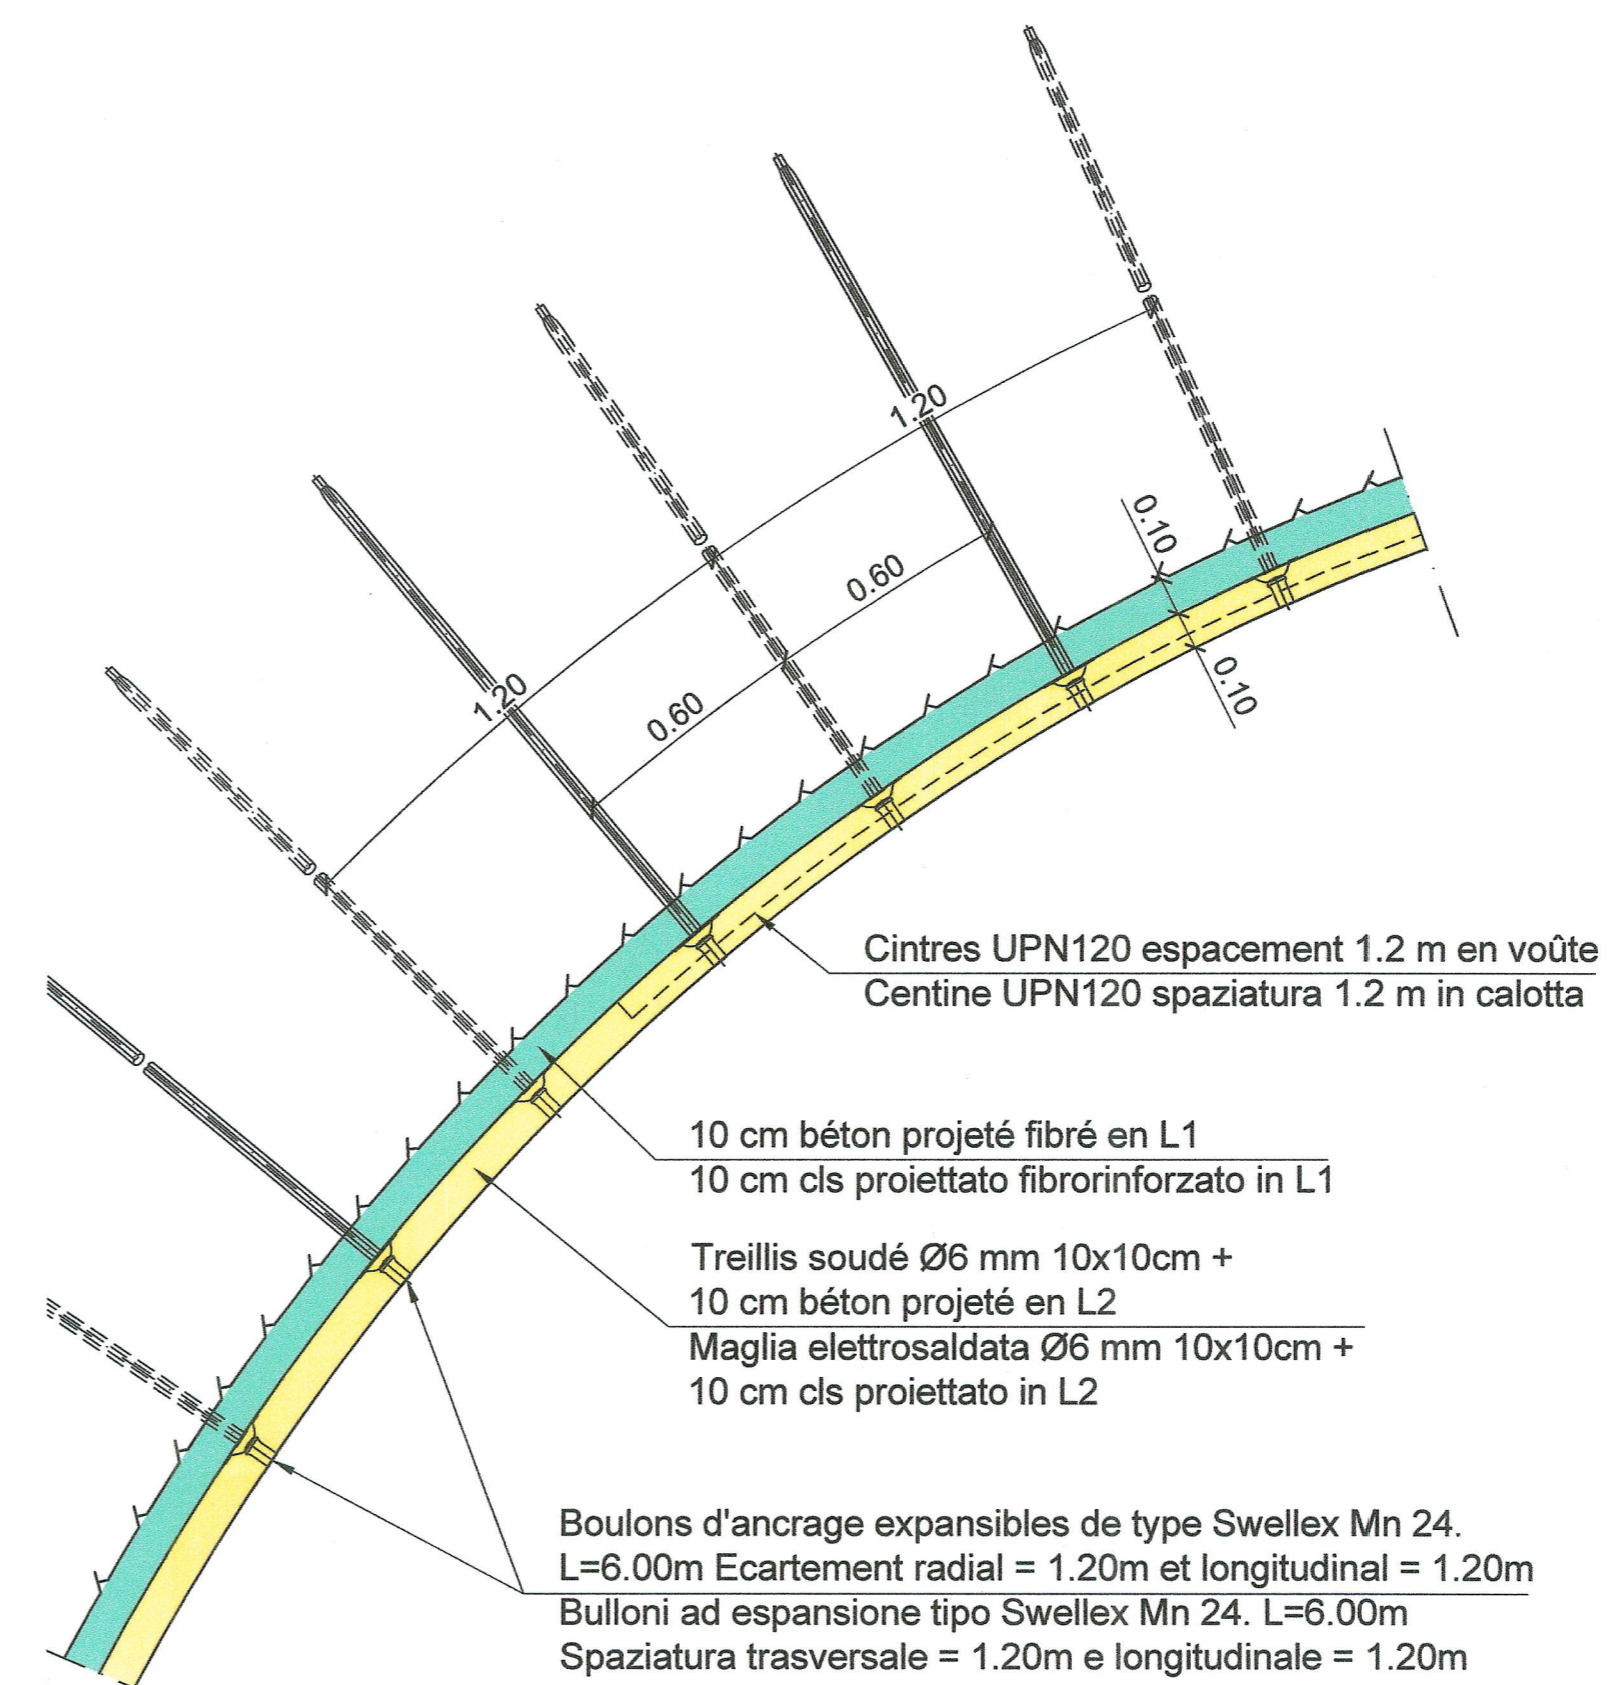 1.20
0.10
0.60
1.20
0.60
0.10
Cintres UPN120 espacement 1.2 m en voûte
Centine UPN120 spaziatura 1.2 m in calotta
10 cm béton projeté fibré en L1
10 cm cls proiettato fibrorinforzato in L1
Treillis soudé Ø6 mm 10x10cm +
10 cm béton projeté en L2
Maglia elettrosaldata Ø6 mm 10x10cm +
10 cm cls proiettato in L2
Boulons d'ancrage expansibles de type Swellex Mn 24.
L=6.00m Ecartement radial = 1.20m et longitudinal = 1.20m
Bulloni ad espansione tipo Swellex Mn 24. L=6.00m
Spaziatura trasversale = 1.20m e longitudinale = 1.20m